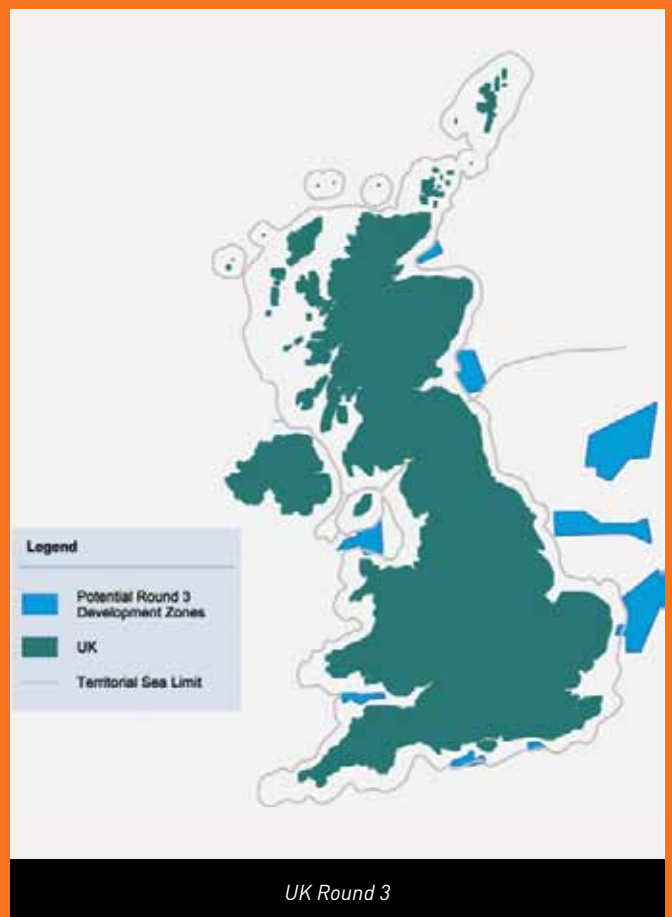 Legend
Potential Round 3
Development Zones
UK
Territorial Sea Limit
UK Round 3